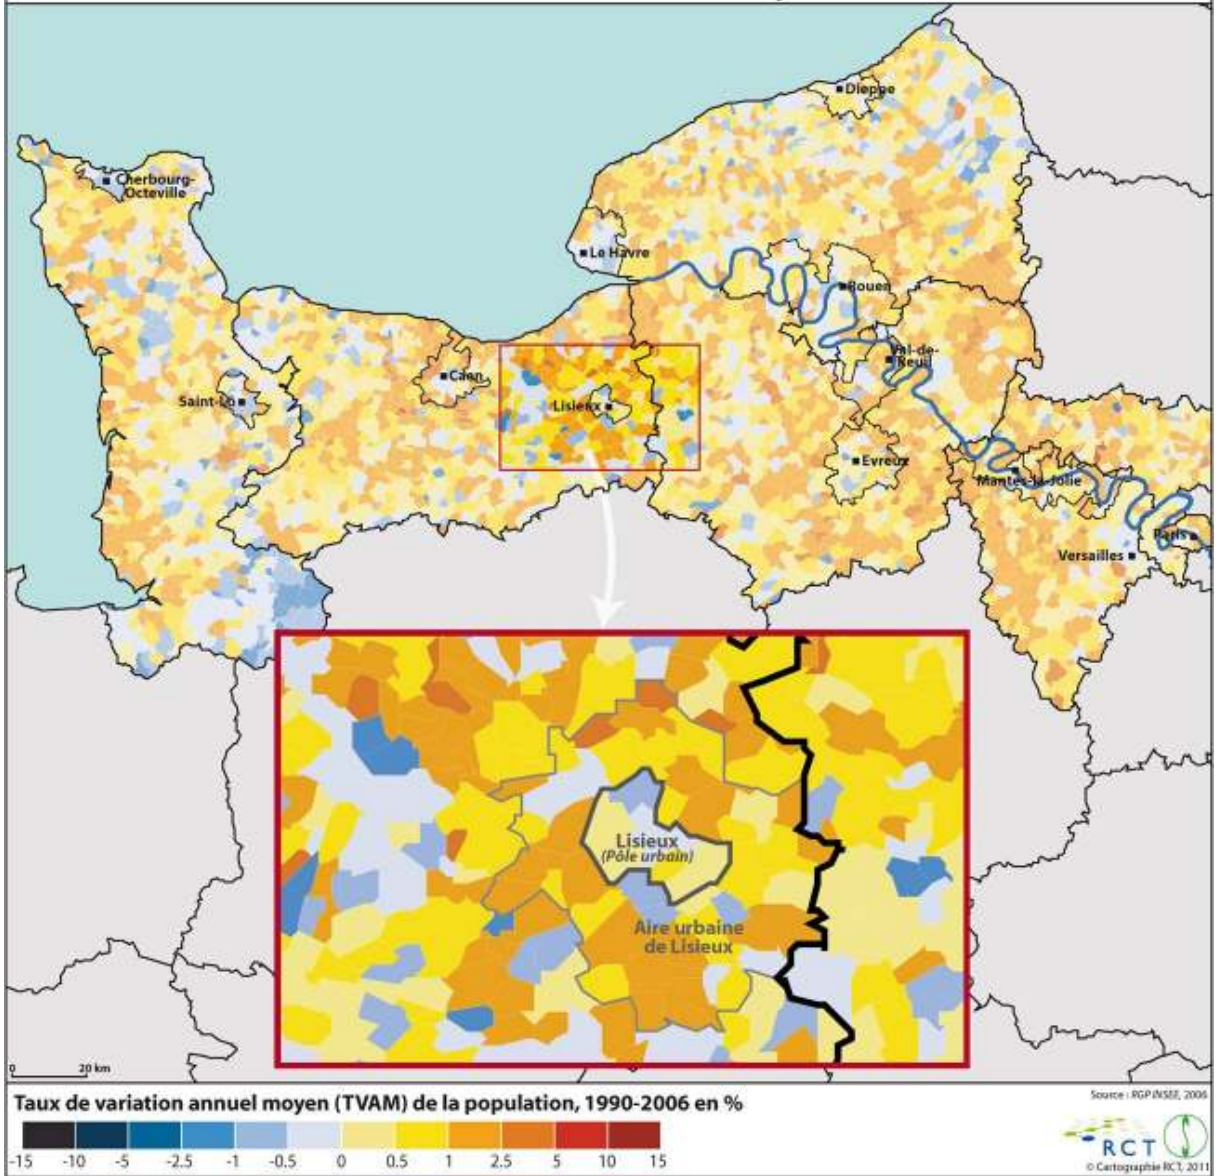 Dieppe
Cherbourg-
Octeville
Le Havre
Rouen
Val-de-
Reuil
Caen
Saint-Lô
Lisieux
Evreux
Mantes-la-Jolie
Paris
Versailles
Lisieux
(Pôle urbain)
Aire urbaine
de Lisieux
0 20 km
Taux de variation annuel moyen (TVAM) de la population, 1990-2006 en %
Source : RGP INSEE, 2006
-15 -10 -5 -2.5 -1 -0.5 0 0.5 1 2.5 5 10 15
RCT
© Cartographie RCT, 2011